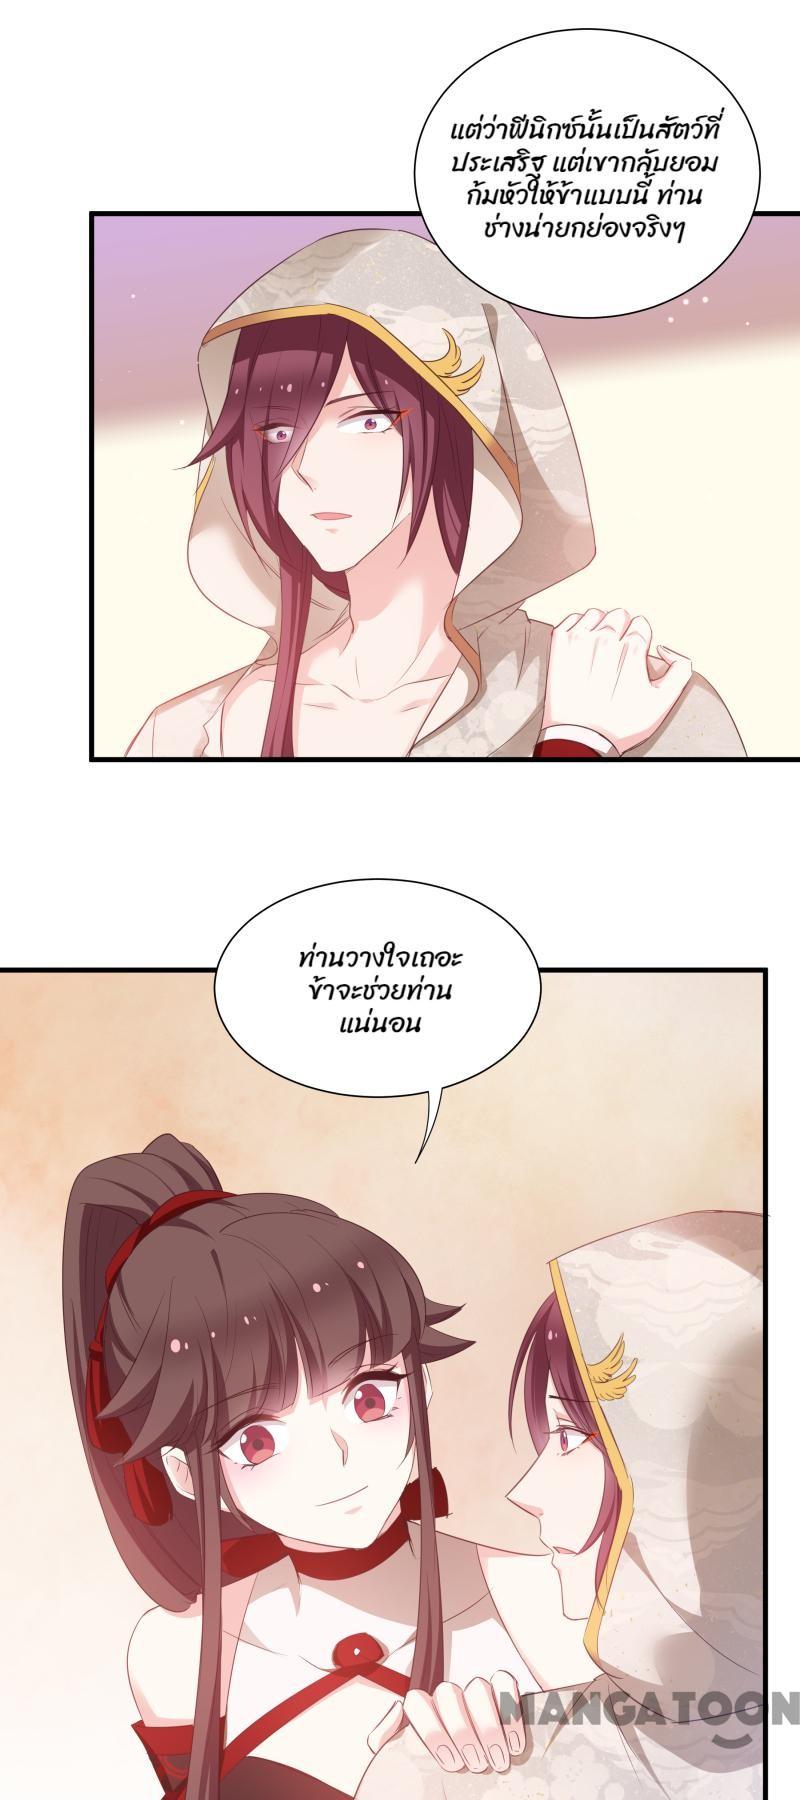 แต่ว่าฟีนิกซ์นั้นเป็นสัตว์ที่
ประเสริฐ แต่เขากลับยอม
ก้มหัวให้ข้าแบบนี้ ท่าน
ช่างน่ายกย่องจริงๆ
ท่านวางใจเถอะ
ข้าจะช่วยท่าน
แน่นอน
MANGATOON